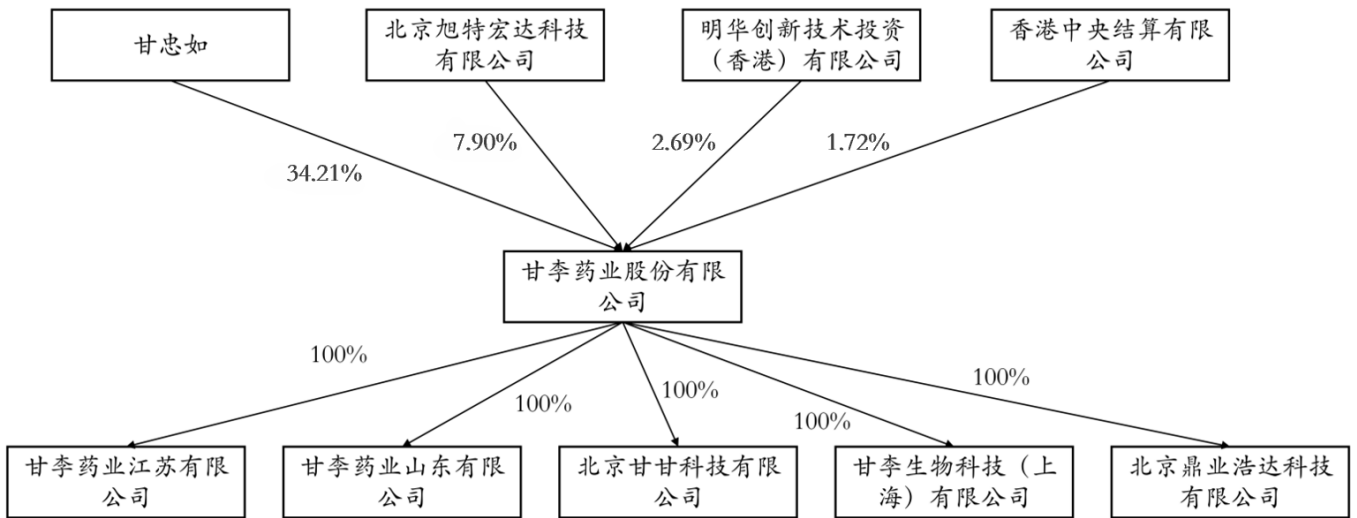 甘忠如
北京旭特宏达科技
有限公司
明华创新技术投资
（香港）有限公司
香港中央结算有限
公司
34.21%
7.90%
2.69%
1.72%
甘李药业股份有限
公司
100%
100%
100%
100%
100%
甘李药业江苏有限
公司
甘李药业山东有限
公司
北京甘甘科技有限
公司
甘李生物科技（上
海）有限公司
北京鼎业浩达科技
有限公司